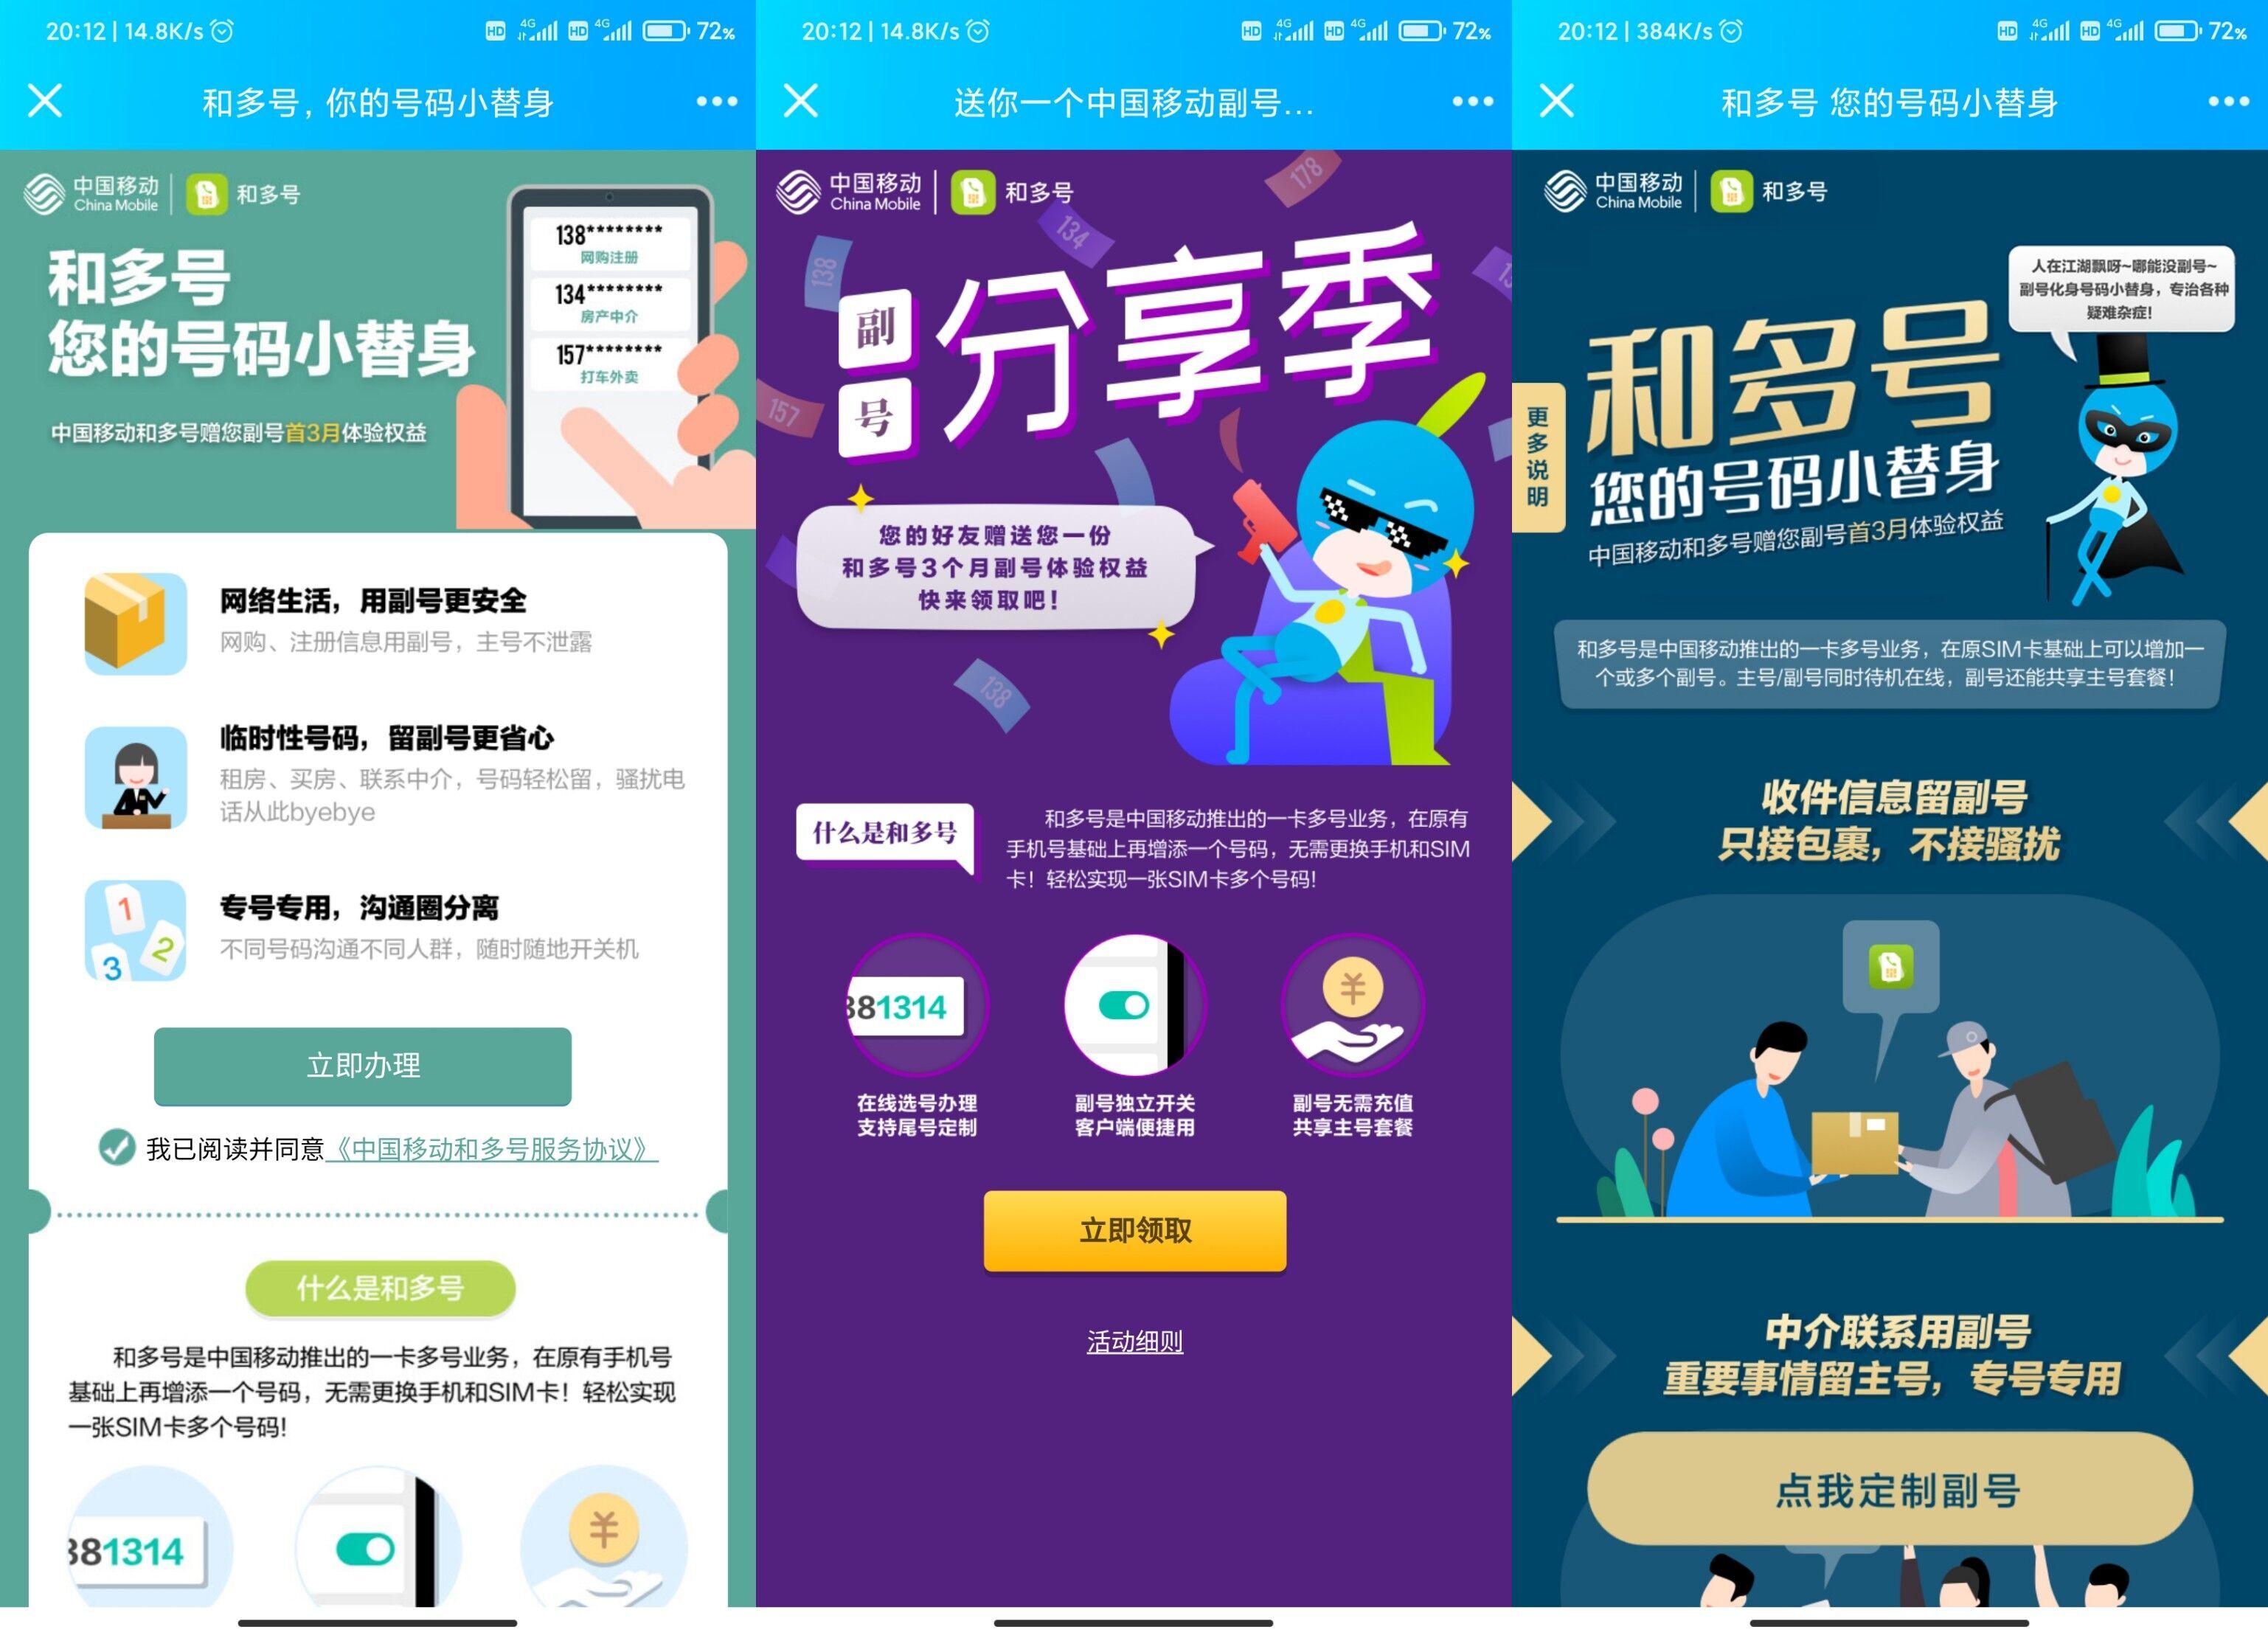 20:12 | 14.8K/s
HD 4G HD 4G 72%
和多号, 你的号码小替身
中国移动
China Mobile
和多号
和多号
您的号码小替身
中国移动和多号赠您副号首3月体验权益
138********
网购注册
134********
房产中介
157********
打车外卖
网络生活，用副号更安全
网购、注册信息用副号，主号不泄露
临时性号码，留副号更省心
租房、买房、联系中介，号码轻松留，骚扰电
话从此byebye
1
2
3
专号专用，沟通圈分离
不同号码沟通不同人群，随时随地开关机
立即办理
我已阅读并同意《中国移动和多号服务协议》
什么是和多号
和多号是中国移动推出的一卡多号业务，在原有手机号
基础上再增添一个号码，无需更换手机和SIM卡！轻松实现
一张SIM卡多个号码!
381314
¥
20:12 | 14.8K/s
HD 4G HD 4G 72%
送你一个中国移动副号...
中国移动
China Mobile
和多号
178
134
138
157
副号
分享季
您的好友赠送您一份
和多号3个月副号体验权益
快来领取吧！
138
什么是和多号
和多号是中国移动推出的一卡多号业务，在原有
手机号基础上再增添一个号码，无需更换手机和SIM
卡！轻松实现一张SIM卡多个号码!
381314
¥
在线选号办理
支持尾号定制
副号独立开关
客户端便捷用
副号无需充值
共享主号套餐
立即领取
活动细则
20:12 | 384K/s
HD 4G HD 4G 72%
和多号 您的号码小替身
中国移动
China Mobile
和多号
人在江湖飘呀~哪能没副号~
副号化身号码小替身，专治各种
疑难杂症！
更多说明
和多号
您的号码小替身
中国移动和多号赠您副号首3月体验权益
和多号是中国移动推出的一卡多号业务，在原SIM卡基础上可以增加一
个或多个副号。主号/副号同时待机在线，副号还能共享主号套餐！
收件信息留副号
只接包裹，不接骚扰
中介联系用副号
重要事情留主号，专号专用
点我定制副号